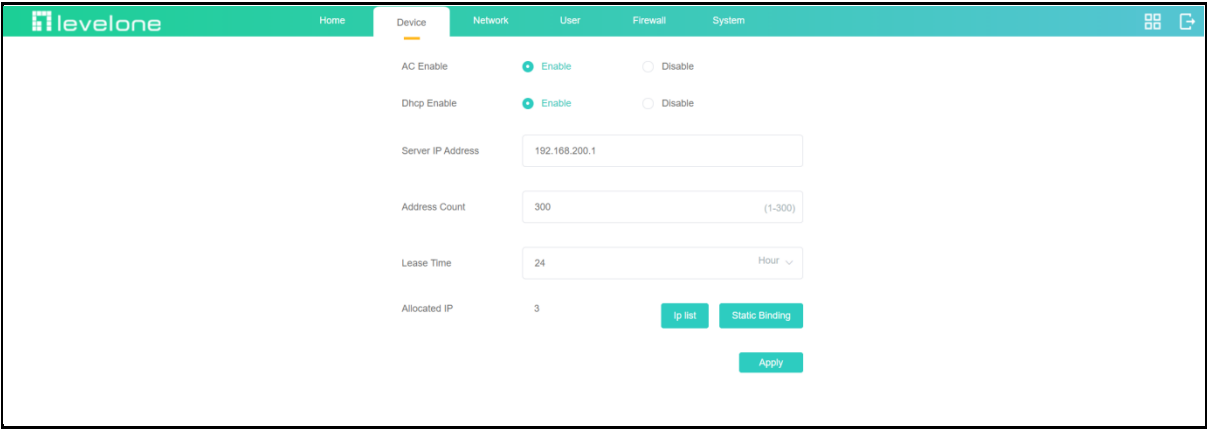 levelone Home Device Network User Firewall System
AC Enable Enable Disable
Dhcp Enable Enable Disable
Server IP Address 192.168.200.1
Address Count 300 (1-300)
Lease Time 24 Hour
Allocated IP 3 Ip list Static Binding
Apply